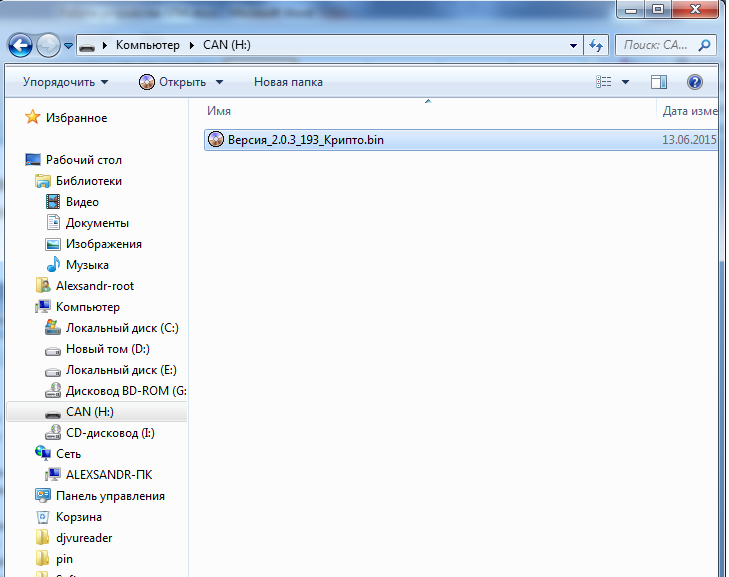 Компьютер ▸ CAN (H:)
Поиск: CA...
Упорядочить Открыть Новая папка
Имя Дата изме
Версия_2.0.3_193_Крипто.bin 13.06.2015
Избранное
Рабочий стол
Библиотеки
Видео
Документы
Изображения
Музыка
Alexsandr-root
Компьютер
Локальный диск (C:)
Новый том (D:)
Локальный диск (E:)
Дисковод BD-ROM (G:
CAN (H:)
CD-дисковод (I:)
Сеть
ALEXSANDR-ПК
Панель управления
Корзина
djvureader
pin